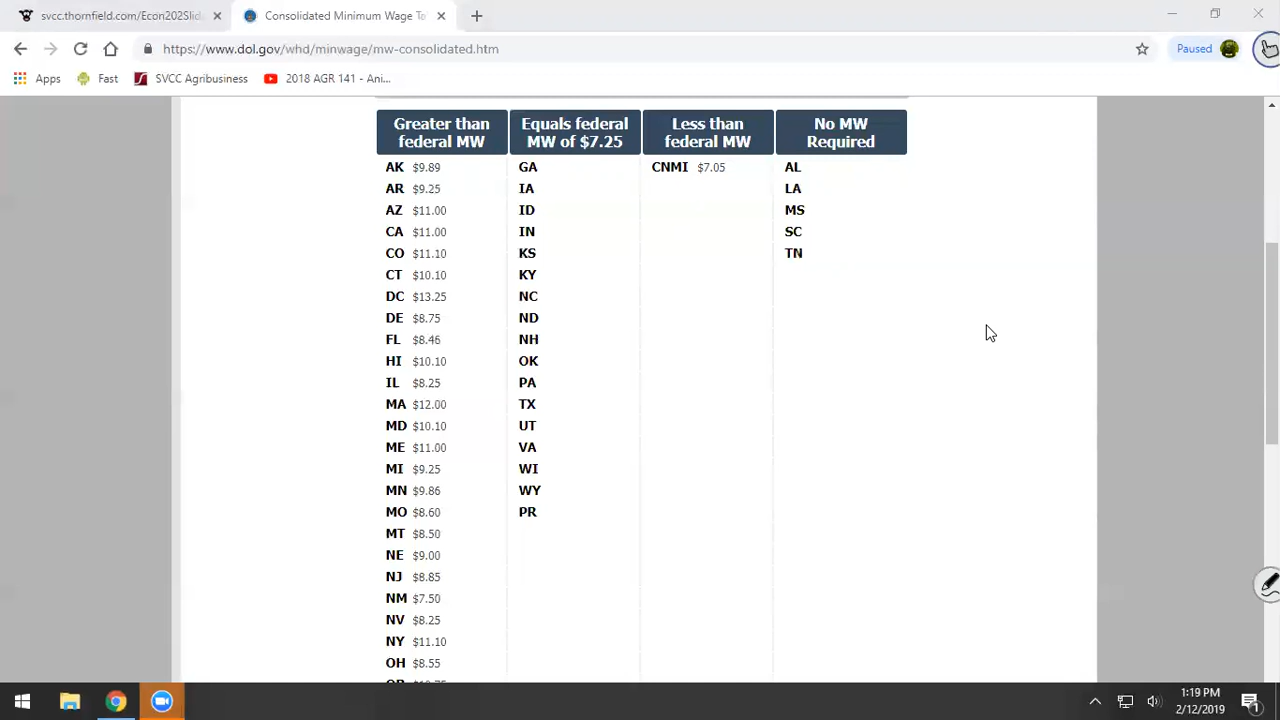 svcc.thornfield.com/Econ202Slid
Consolidated Minimum Wage Ta
https://www.dol.gov/whd/minwage/mw-consolidated.htm
Paused
Apps
Fast
SVCC Agribusiness
2018 AGR 141 - Ani...
Greater than federal MW
Equals federal MW of $7.25
Less than federal MW
No MW Required
AK $9.89 GA CNMI $7.05 AL
AR $9.25 IA LA
AZ $11.00 ID MS
CA $11.00 IN SC
CO $11.10 KS TN
CT $10.10 KY
DC $13.25 NC
DE $8.75 ND
FL $8.46 NH
HI $10.10 OK
IL $8.25 PA
MA $12.00 TX
MD $10.10 UT
ME $11.00 VA
MI $9.25 WI
MN $9.86 WY
MO $8.60 PR
MT $8.50
NE $9.00
NJ $8.85
NM $7.50
NV $8.25
NY $11.10
OH $8.55
1:19 PM
2/12/2019